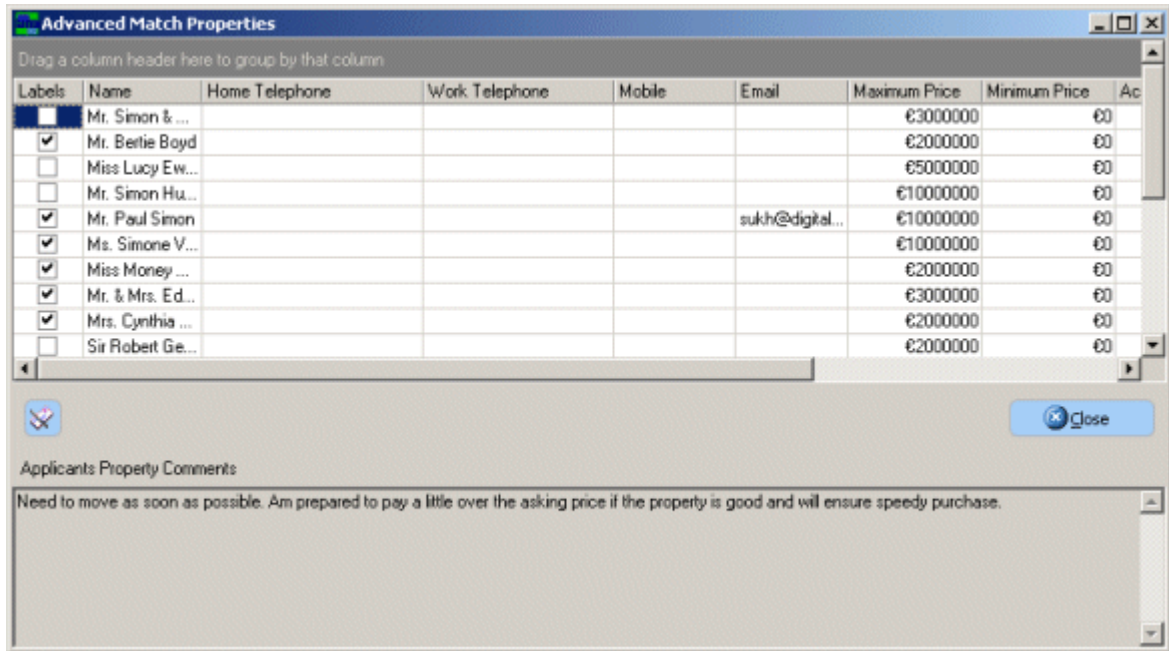 Advanced Match Properties
Drag a column header here to group by that column
Labels Name Home Telephone Work Telephone Mobile Email Maximum Price Minimum Price Ac
Mr. Simon & ... €3000000 €0
Mr. Bertie Boyd €2000000 €0
Miss Lucy Ew... €5000000 €0
Mr. Simon Hu... €10000000 €0
Mr. Paul Simon sukh@digital... €10000000 €0
Ms. Simone V... €10000000 €0
Miss Money ... €2000000 €0
Mr. & Mrs. Ed... €3000000 €0
Mrs. Cynthia ... €2000000 €0
Sir Robert Ge... €2000000 €0
Close
Applicants Property Comments
Need to move as soon as possible. Am prepared to pay a little over the asking price if the property is good and will ensure speedy purchase.